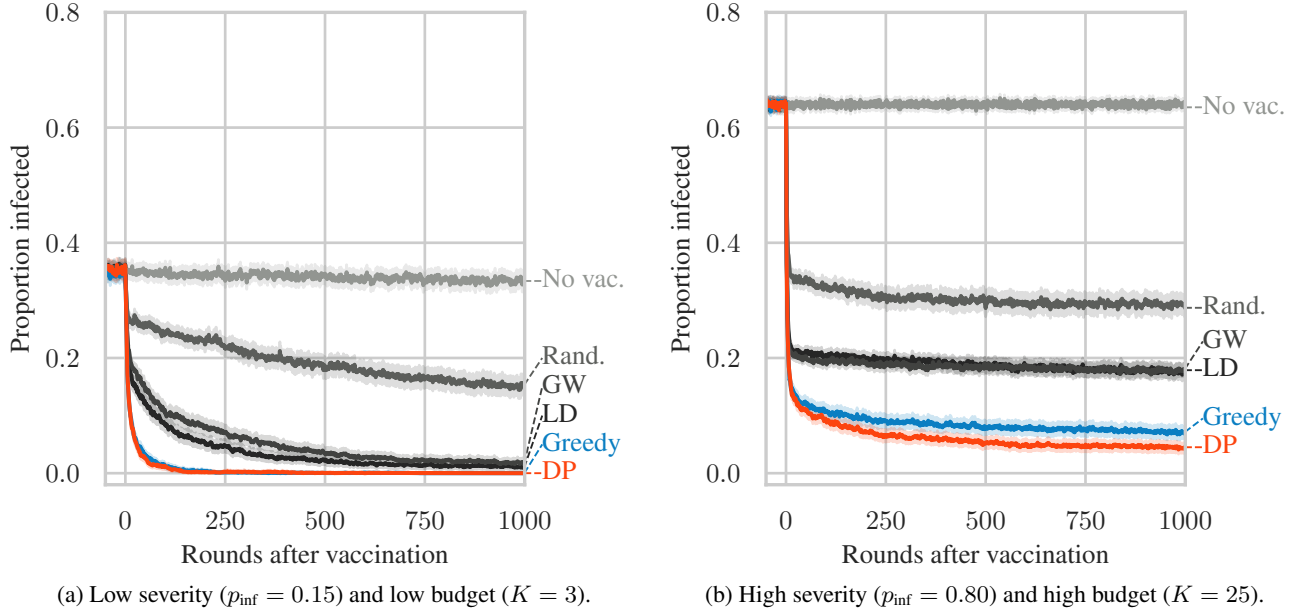 Proportion infected
0.8
0.6
0.4
0.2
0.0
0
250
500
750
1000
Rounds after vaccination
No vac.
Rand.
GW
LD
Greedy
DP
(a) Low severity (p_inf = 0.15) and low budget (K = 3).
Proportion infected
0.8
0.6
0.4
0.2
0.0
0
250
500
750
1000
Rounds after vaccination
No vac.
Rand.
GW
LD
Greedy
DP
(b) High severity (p_inf = 0.80) and high budget (K = 25).